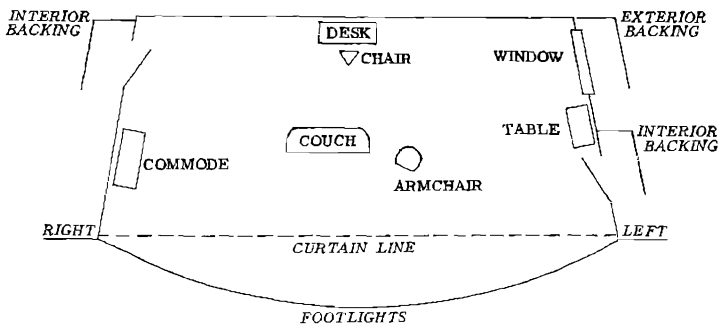 INTERIOR
BACKING
DESK
CHAIR
WINDOW
EXTERIOR
BACKING
COMMODE
COUCH
ARMCHAIR
TABLE
INTERIOR
BACKING
RIGHT
CURTAIN LINE
LEFT
FOOTLIGHTS